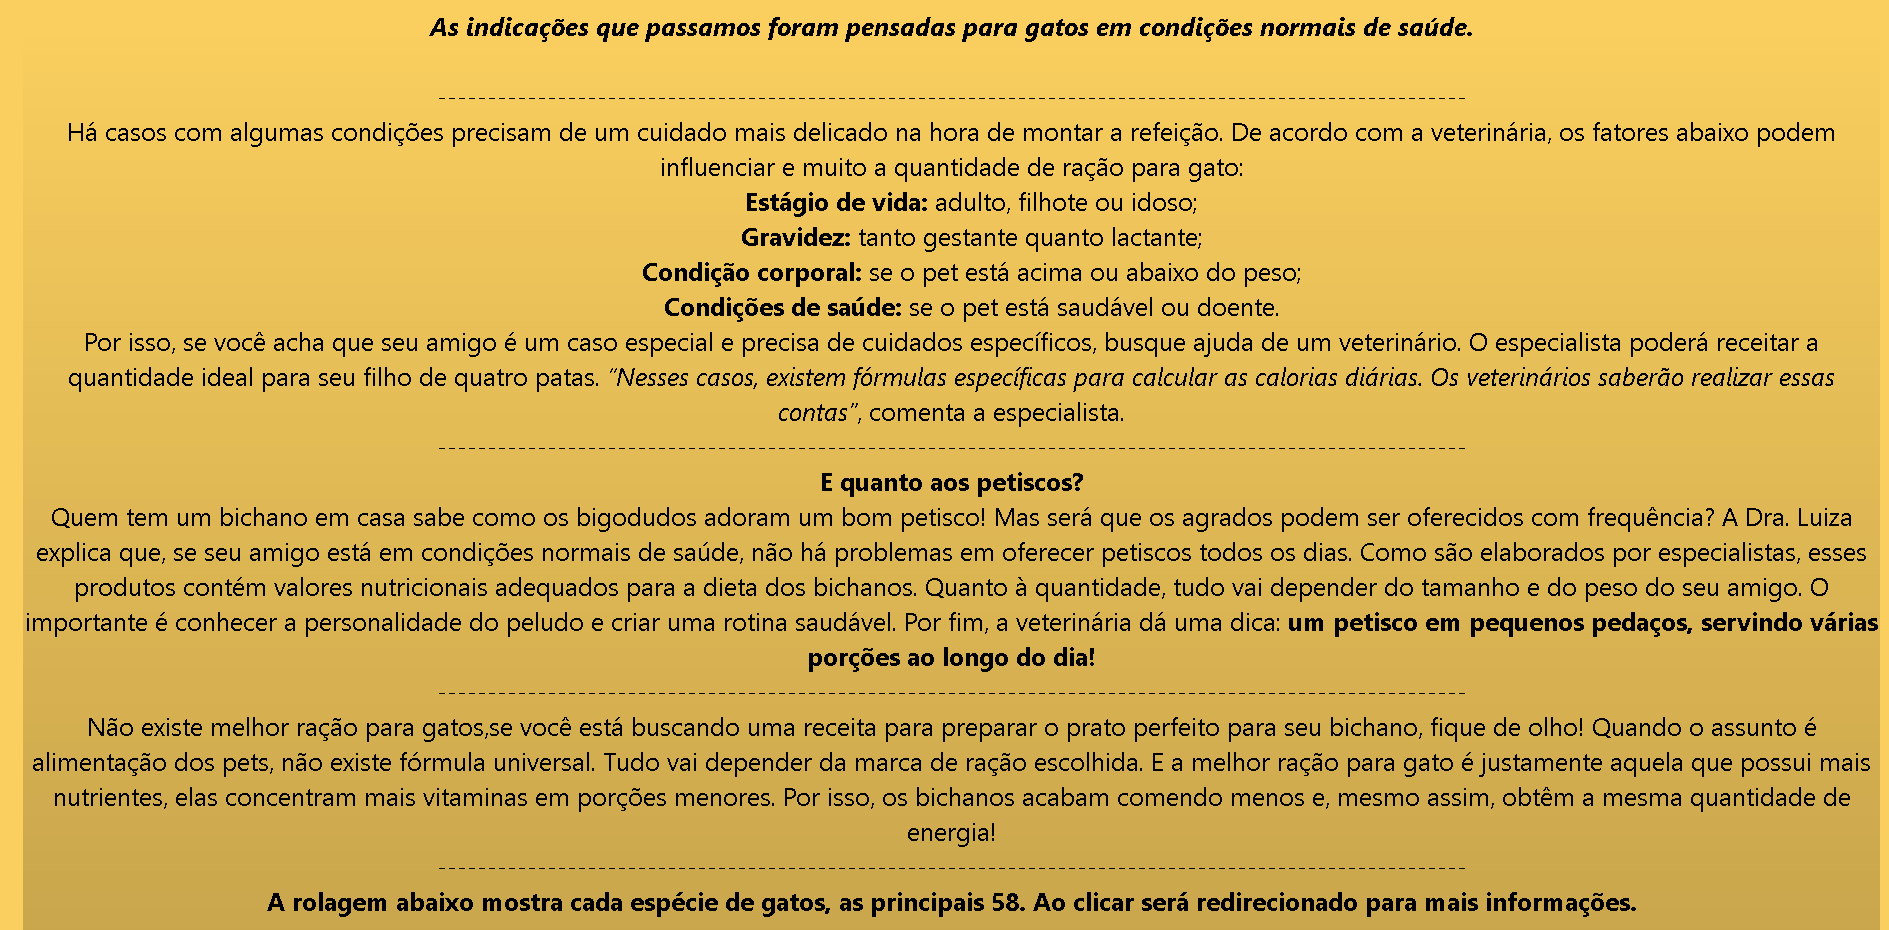 As indicações que passamos foram pensadas para gatos em condições normais de saúde.
-------------------------------------------------------------------------------------------------------
Há casos com algumas condições precisam de um cuidado mais delicado na hora de montar a refeição. De acordo com a veterinária, os fatores abaixo podem
influenciar e muito a quantidade de ração para gato:
Estágio de vida: adulto, filhote ou idoso;
Gravidez: tanto gestante quanto lactante;
Condição corporal: se o pet está acima ou abaixo do peso;
Condições de saúde: se o pet está saudável ou doente.
Por isso, se você acha que seu amigo é um caso especial e precisa de cuidados específicos, busque ajuda de um veterinário. O especialista poderá receitar a
quantidade ideal para seu filho de quatro patas. “Nesses casos, existem fórmulas específicas para calcular as calorias diárias. Os veterinários saberão realizar essas
contas”, comenta a especialista.
-------------------------------------------------------------------------------------------------------
E quanto aos petiscos?
Quem tem um bichano em casa sabe como os bigodudos adoram um bom petisco! Mas será que os agrados podem ser oferecidos com frequência? A Dra. Luiza
explica que, se seu amigo está em condições normais de saúde, não há problemas em oferecer petiscos todos os dias. Como são elaborados por especialistas, esses
produtos contém valores nutricionais adequados para a dieta dos bichanos. Quanto à quantidade, tudo vai depender do tamanho e do peso do seu amigo. O
importante é conhecer a personalidade do peludo e criar uma rotina saudável. Por fim, a veterinária dá uma dica: um petisco em pequenos pedaços, servindo várias
porções ao longo do dia!
-------------------------------------------------------------------------------------------------------
Não existe melhor ração para gatos,se você está buscando uma receita para preparar o prato perfeito para seu bichano, fique de olho! Quando o assunto é
alimentação dos pets, não existe fórmula universal. Tudo vai depender da marca de ração escolhida. E a melhor ração para gato é justamente aquela que possui mais
nutrientes, elas concentram mais vitaminas em porções menores. Por isso, os bichanos acabam comendo menos e, mesmo assim, obtêm a mesma quantidade de
energia!
-------------------------------------------------------------------------------------------------------
A rolagem abaixo mostra cada espécie de gatos, as principais 58. Ao clicar será redirecionado para mais informações.